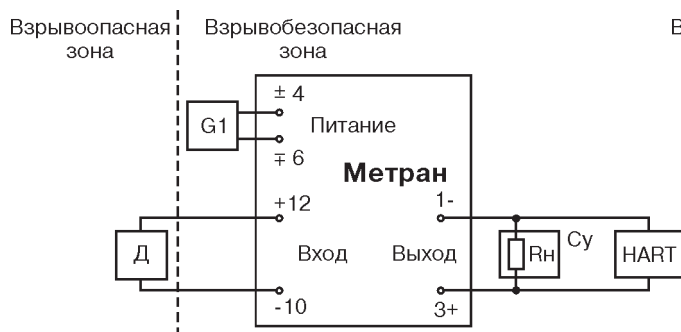 Взрывоопасная зона
Взрывобезопасная зона
В
± 4
G1
Питание
∓ 6
Метран
+12
1-
Д
Вход
Выход
Rн
Су
HART
-10
3+